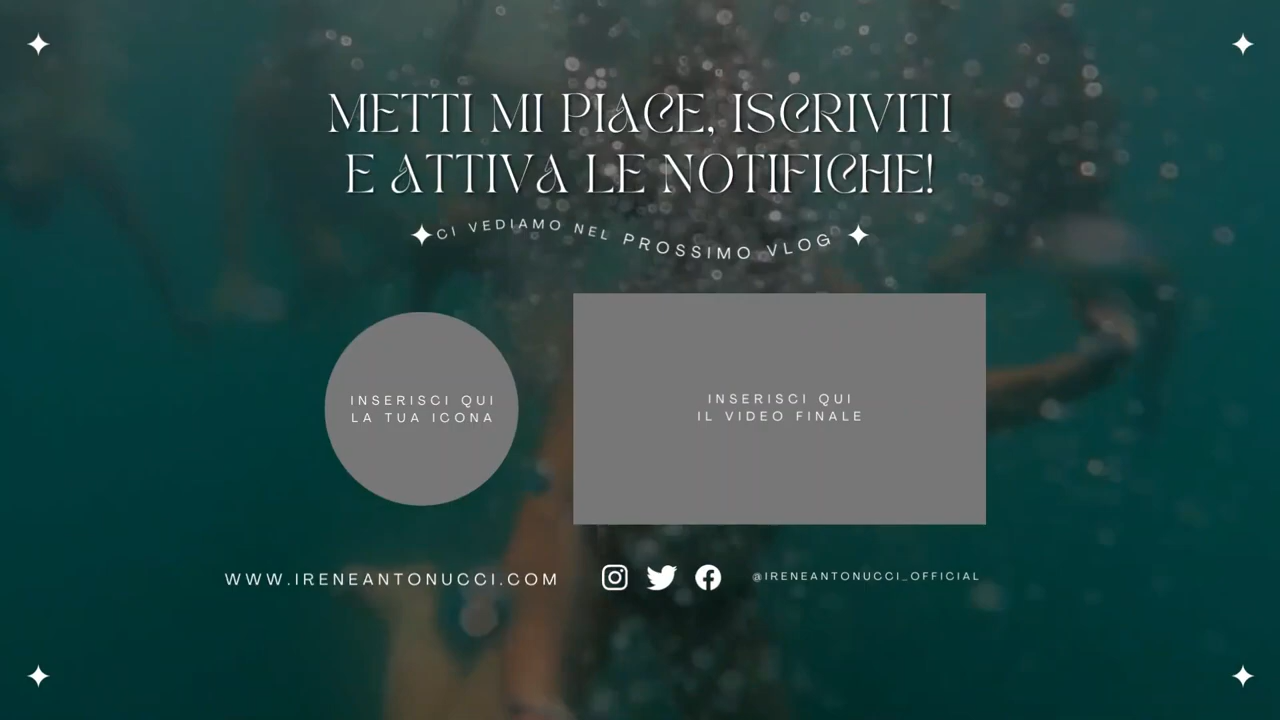 METTI MI PIACE, ISCRIVITI
E ATTIVA LE NOTIFICHE!
CI VEDIAMO NEL PROSSIMO VLOG
INSERISCI QUI
LA TUA ICONA
INSERISCI QUI
IL VIDEO FINALE
WWW.IRENEANTONUCCI.COM
@IRENEANTONUCCI_OFFICIAL